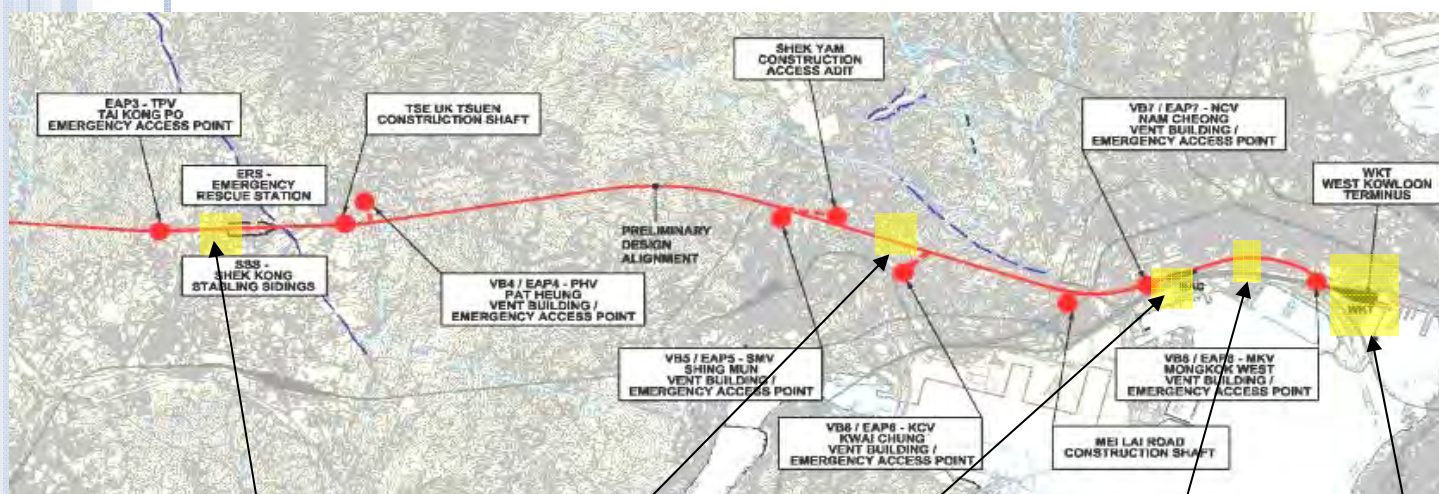 SHEK YAM
CONSTRUCTION
ACCESS ADIT
EAP3 - TPV
TAI KONG PO
EMERGENCY ACCESS POINT
TSE UK TSUEN
CONSTRUCTION SHAFT
VB7 / EAP7 - NCV
NAM CHEONG
VENT BUILDING /
EMERGENCY ACCESS POINT
ERS -
EMERGENCY
RESCUE STATION
WKT
WEST KOWLOON
TERMINUS
PRELIMINARY
DESIGN
ALIGNMENT
SSS -
SHEK KONG
STABLING SIDINGS
VB4 / EAP4 - PHV
PAT HEUNG
VENT BUILDING /
EMERGENCY ACCESS POINT
WKT
VB5 / EAP5 - SMV
SHING MUN
VENT BUILDING /
EMERGENCY ACCESS POINT
VB8 / EAP8 - MKV
MONGKOK WEST
VENT BUILDING /
EMERGENCY ACCESS POINT
VB6 / EAP6 - KCV
KWAI CHUNG
VENT BUILDING /
EMERGENCY ACCESS POINT
MEI LAI ROAD
CONSTRUCTION SHAFT